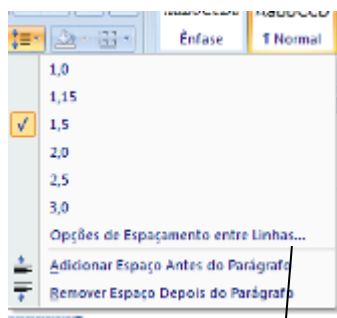 Ênfase ¶ Normal
1,0
1,15
1,5
2,0
2,5
3,0
Opções de Espaçamento entre Linhas...
Adicionar Espaço Antes do Parágrafo
Remover Espaço Depois do Parágrafo